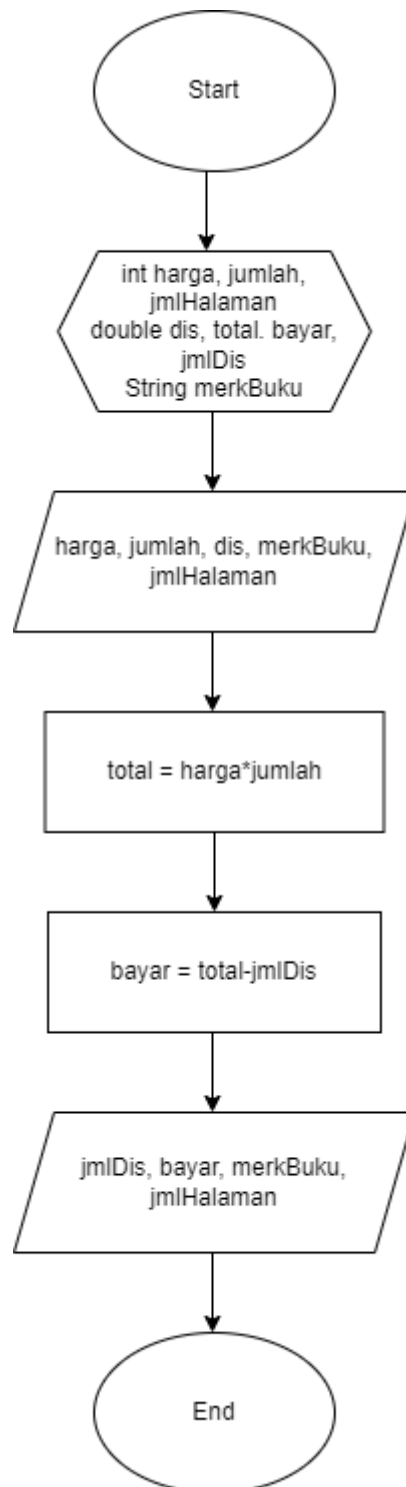 Start
int harga, jumlah,
jmlHalaman
double dis, total. bayar,
jmlDis
String merkBuku
harga, jumlah, dis, merkBuku,
jmlHalaman
total = harga*jumlah
bayar = total-jmlDis
jmlDis, bayar, merkBuku,
jmlHalaman
End